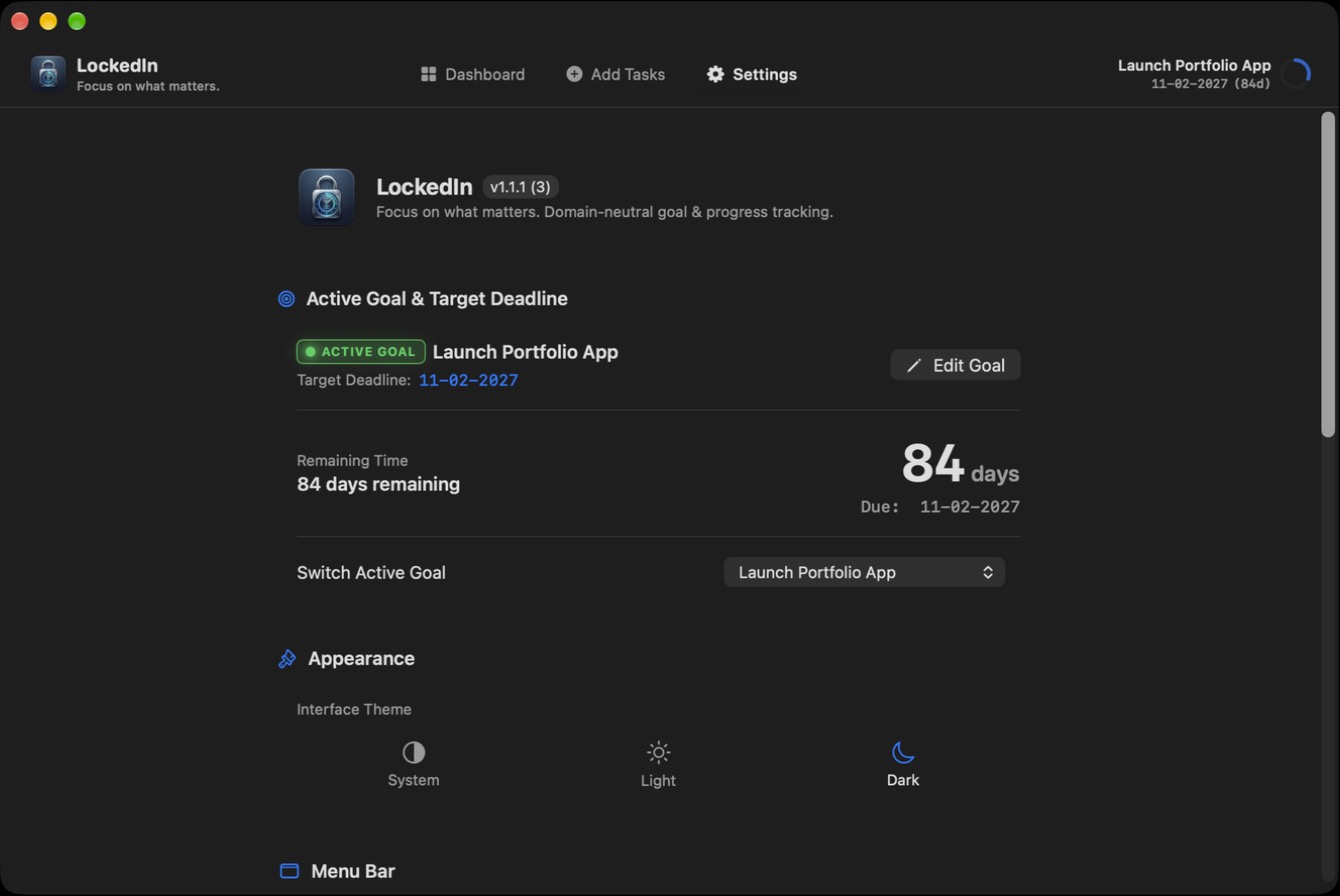 LockedIn
Focus on what matters.
Dashboard
Add Tasks
Settings
Launch Portfolio App
11-02-2027 (84d)
LockedIn v1.1.1 (3)
Focus on what matters. Domain-neutral goal & progress tracking.
Active Goal & Target Deadline
ACTIVE GOAL Launch Portfolio App
Target Deadline: 11-02-2027
Edit Goal
Remaining Time
84 days remaining
84 days
Due: 11-02-2027
Switch Active Goal
Launch Portfolio App
Appearance
Interface Theme
System
Light
Dark
Menu Bar